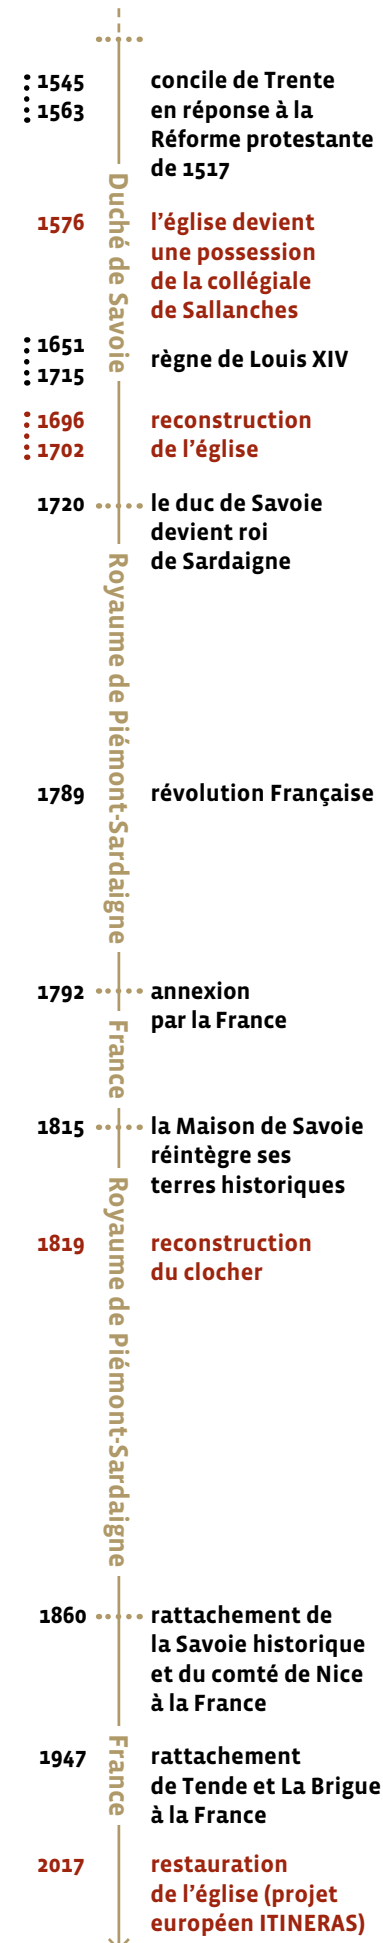 1545
1563
concile de Trente
en réponse à la
Réforme protestante
de 1517
Duché de Savoie
1576
l’église devient
une possession
de la collégiale
de Sallanches
1651
1715
règne de Louis XIV
1696
1702
reconstruction
de l’église
1720
le duc de Savoie
devient roi
de Sardaigne
Royaume de Piémont-Sardaigne
1789
révolution Française
1792
annexion
par la France
France
1815
la Maison de Savoie
réintègre ses
terres historiques
Royaume de Piémont-Sardaigne
1819
reconstruction
du clocher
1860
rattachement de
la Savoie historique
et du comté de Nice
à la France
France
1947
rattachement
de Tende et La Brigue
à la France
2017
restauration
de l’église (projet
européen ITINERAS)